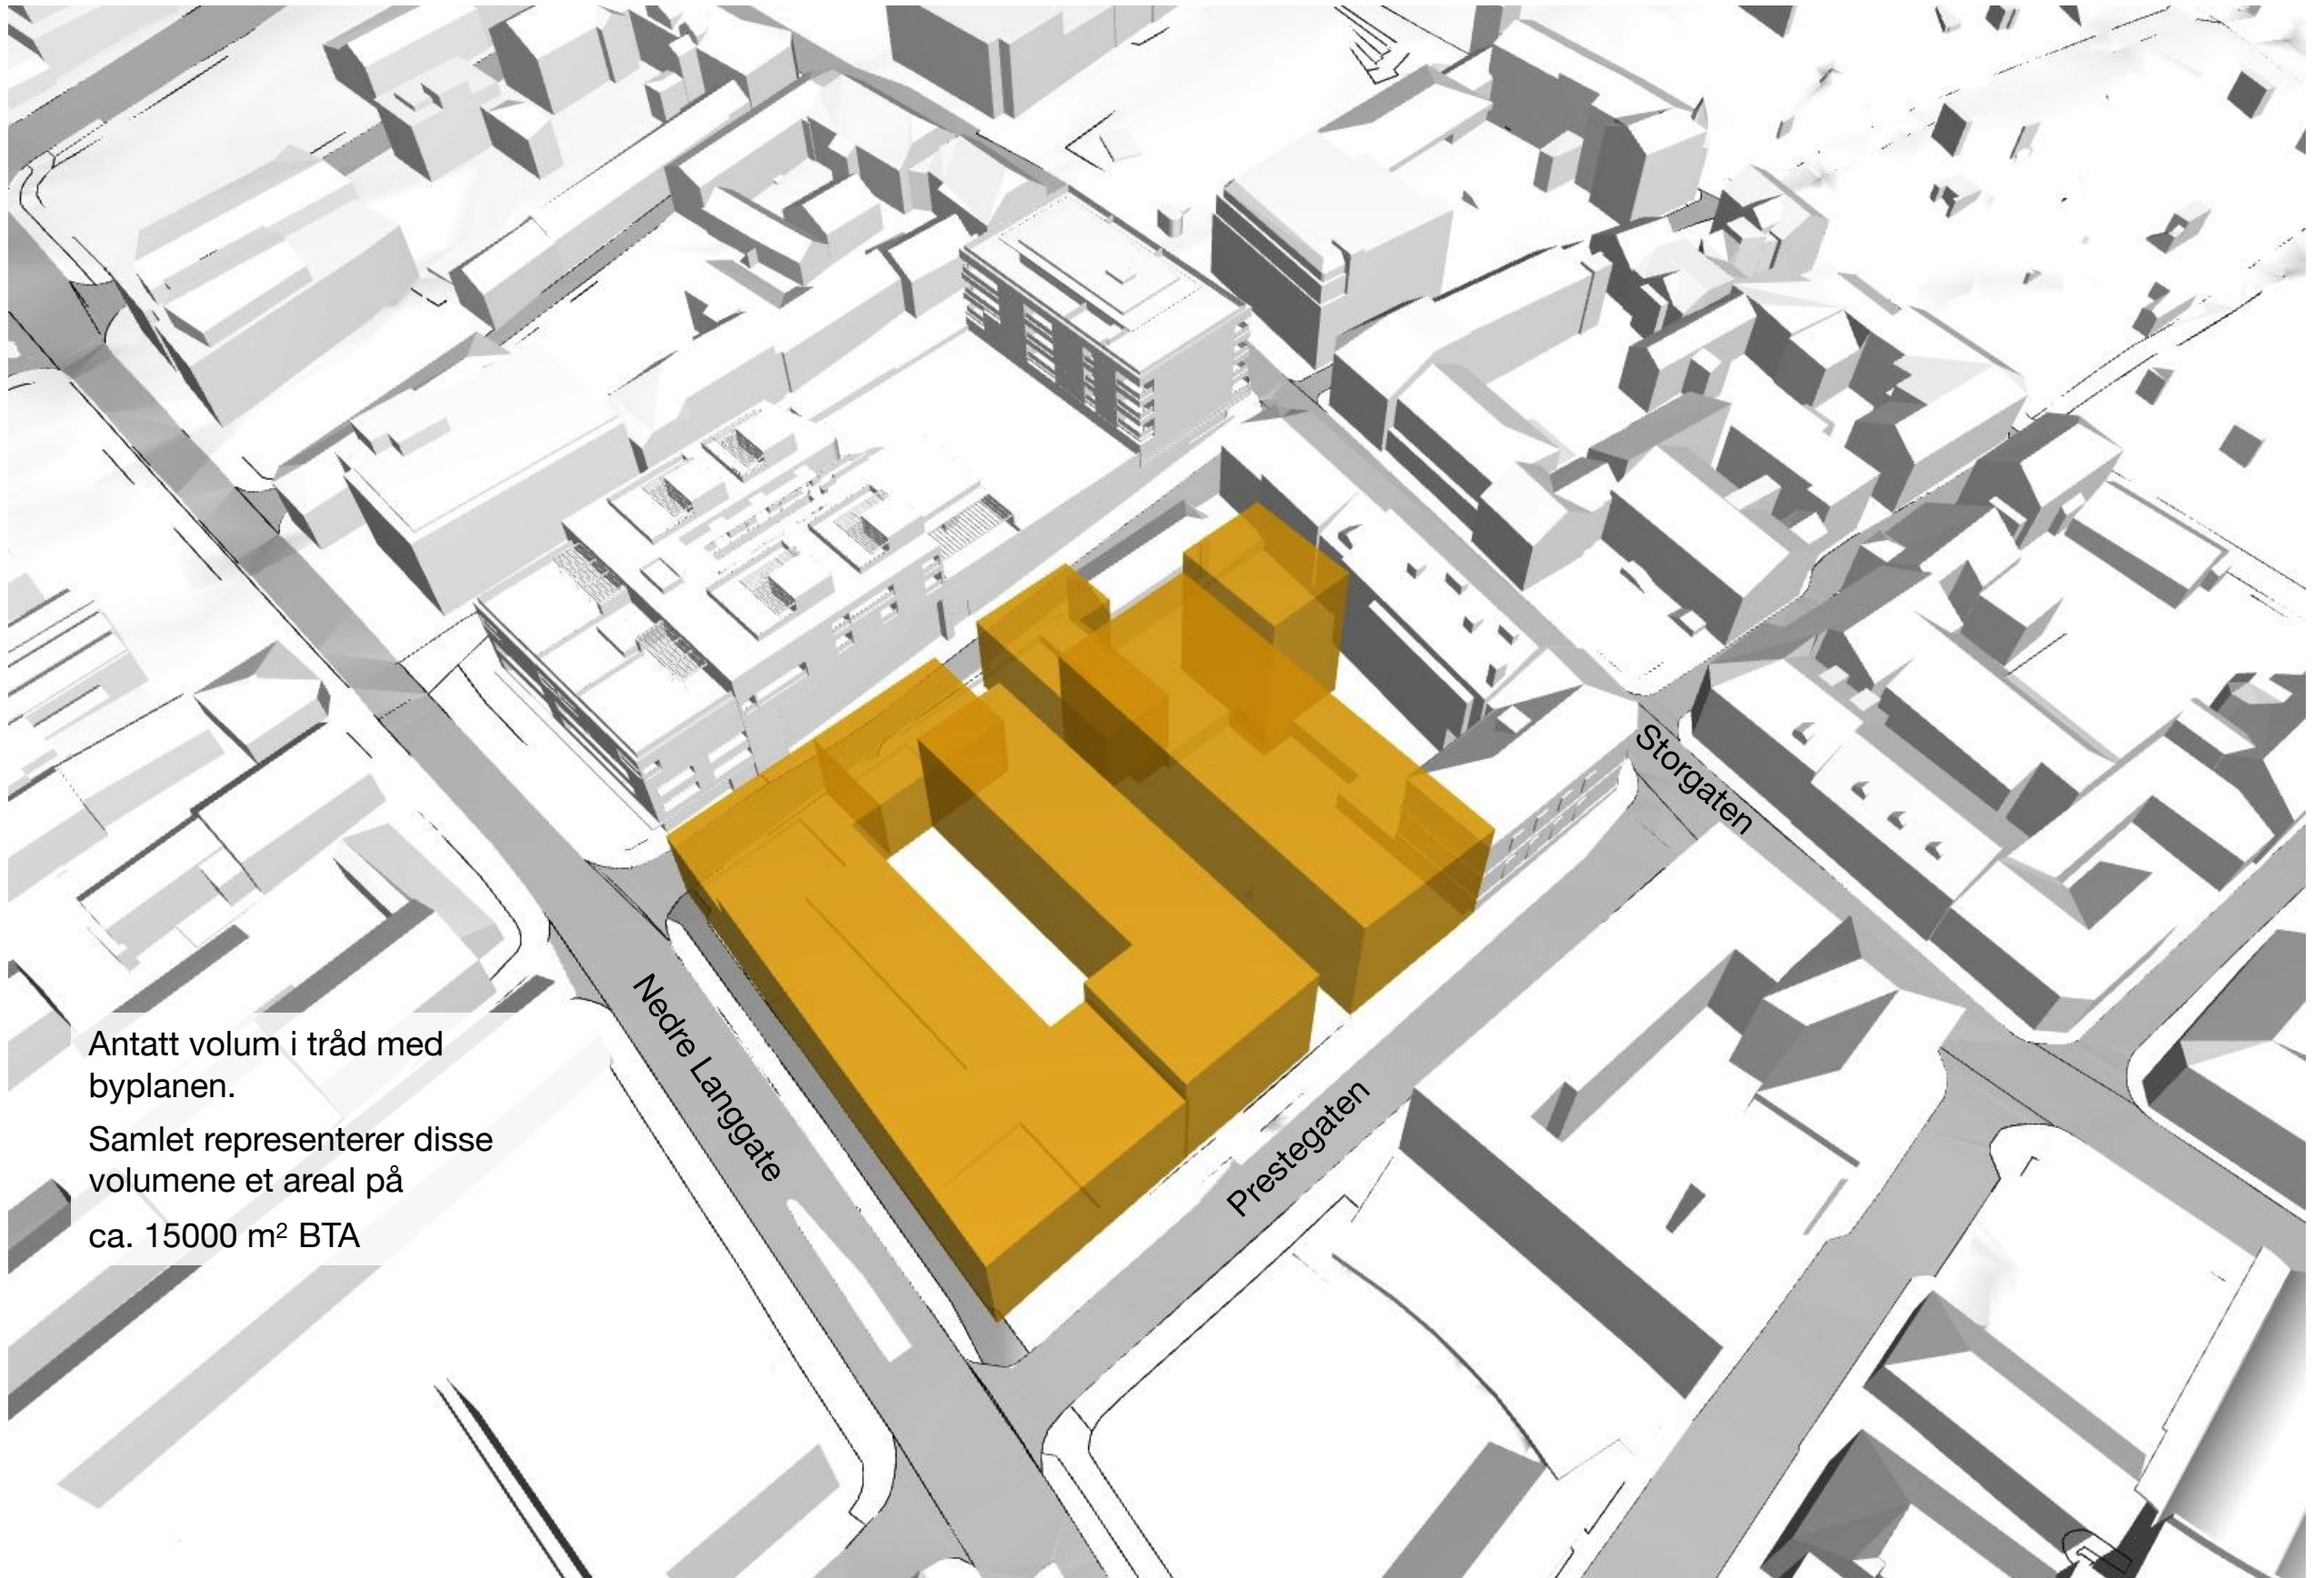 Storgaten
Nedre Langgate
Prestegaten
Antatt volum i tråd med
byplanen.
Samlet representerer disse
volumene et areal på
ca. 15000 m² BTA